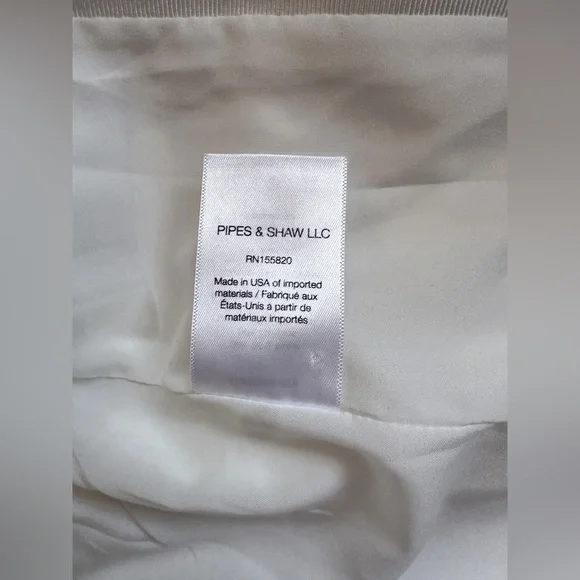 PIPES & SHAW LLC
RN155820
Made in USA of imported
materials / Fabriqué aux
États-Unis à partir de
matériaux importés